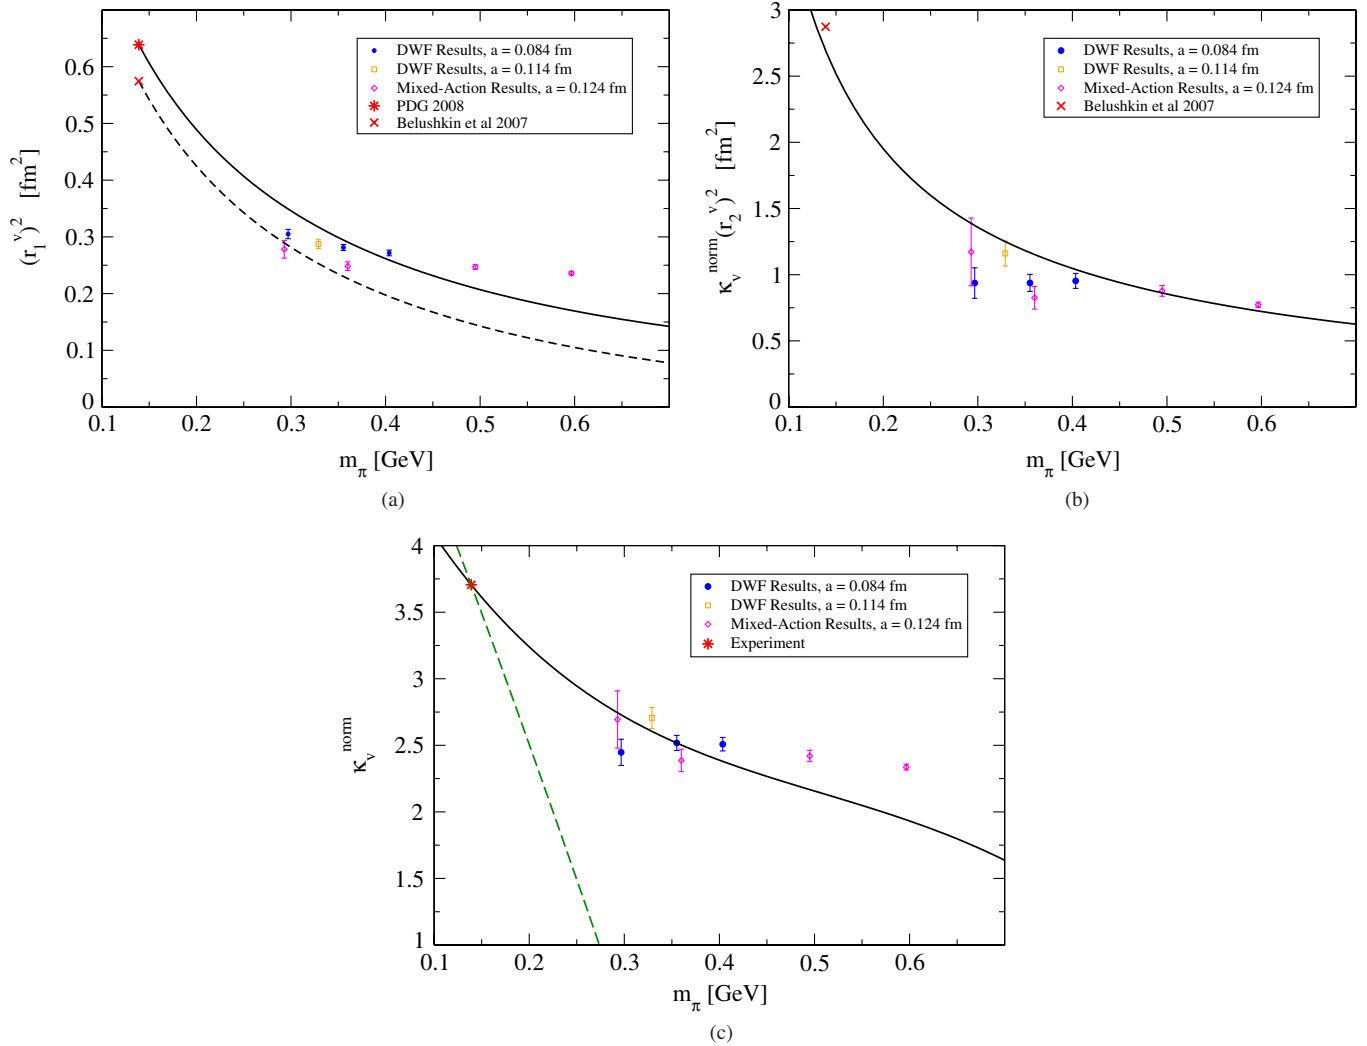 0.6
0.5
0.4
0.3
0.2
0.1
0
(r₁ᵛ)² [fm²]
DWF Results, a = 0.084 fm
DWF Results, a = 0.114 fm
Mixed-Action Results, a = 0.124 fm
PDG 2008
Belushkin et al 2007
0.1 0.2 0.3 0.4 0.5 0.6
m_π [GeV]
(a)
3
2.5
2
1.5
1
0.5
0
κᵥⁿᵒʳᵐ(r₂ᵛ)² [fm²]
DWF Results, a = 0.084 fm
DWF Results, a = 0.114 fm
Mixed-Action Results, a = 0.124 fm
Belushkin et al 2007
0.1 0.2 0.3 0.4 0.5 0.6
m_π [GeV]
(b)
4
3.5
3
2.5
2
1.5
1
κᵥⁿᵒʳᵐ
DWF Results, a = 0.084 fm
DWF Results, a = 0.114 fm
Mixed-Action Results, a = 0.124 fm
Experiment
0.1 0.2 0.3 0.4 0.5 0.6
m_π [GeV]
(c)